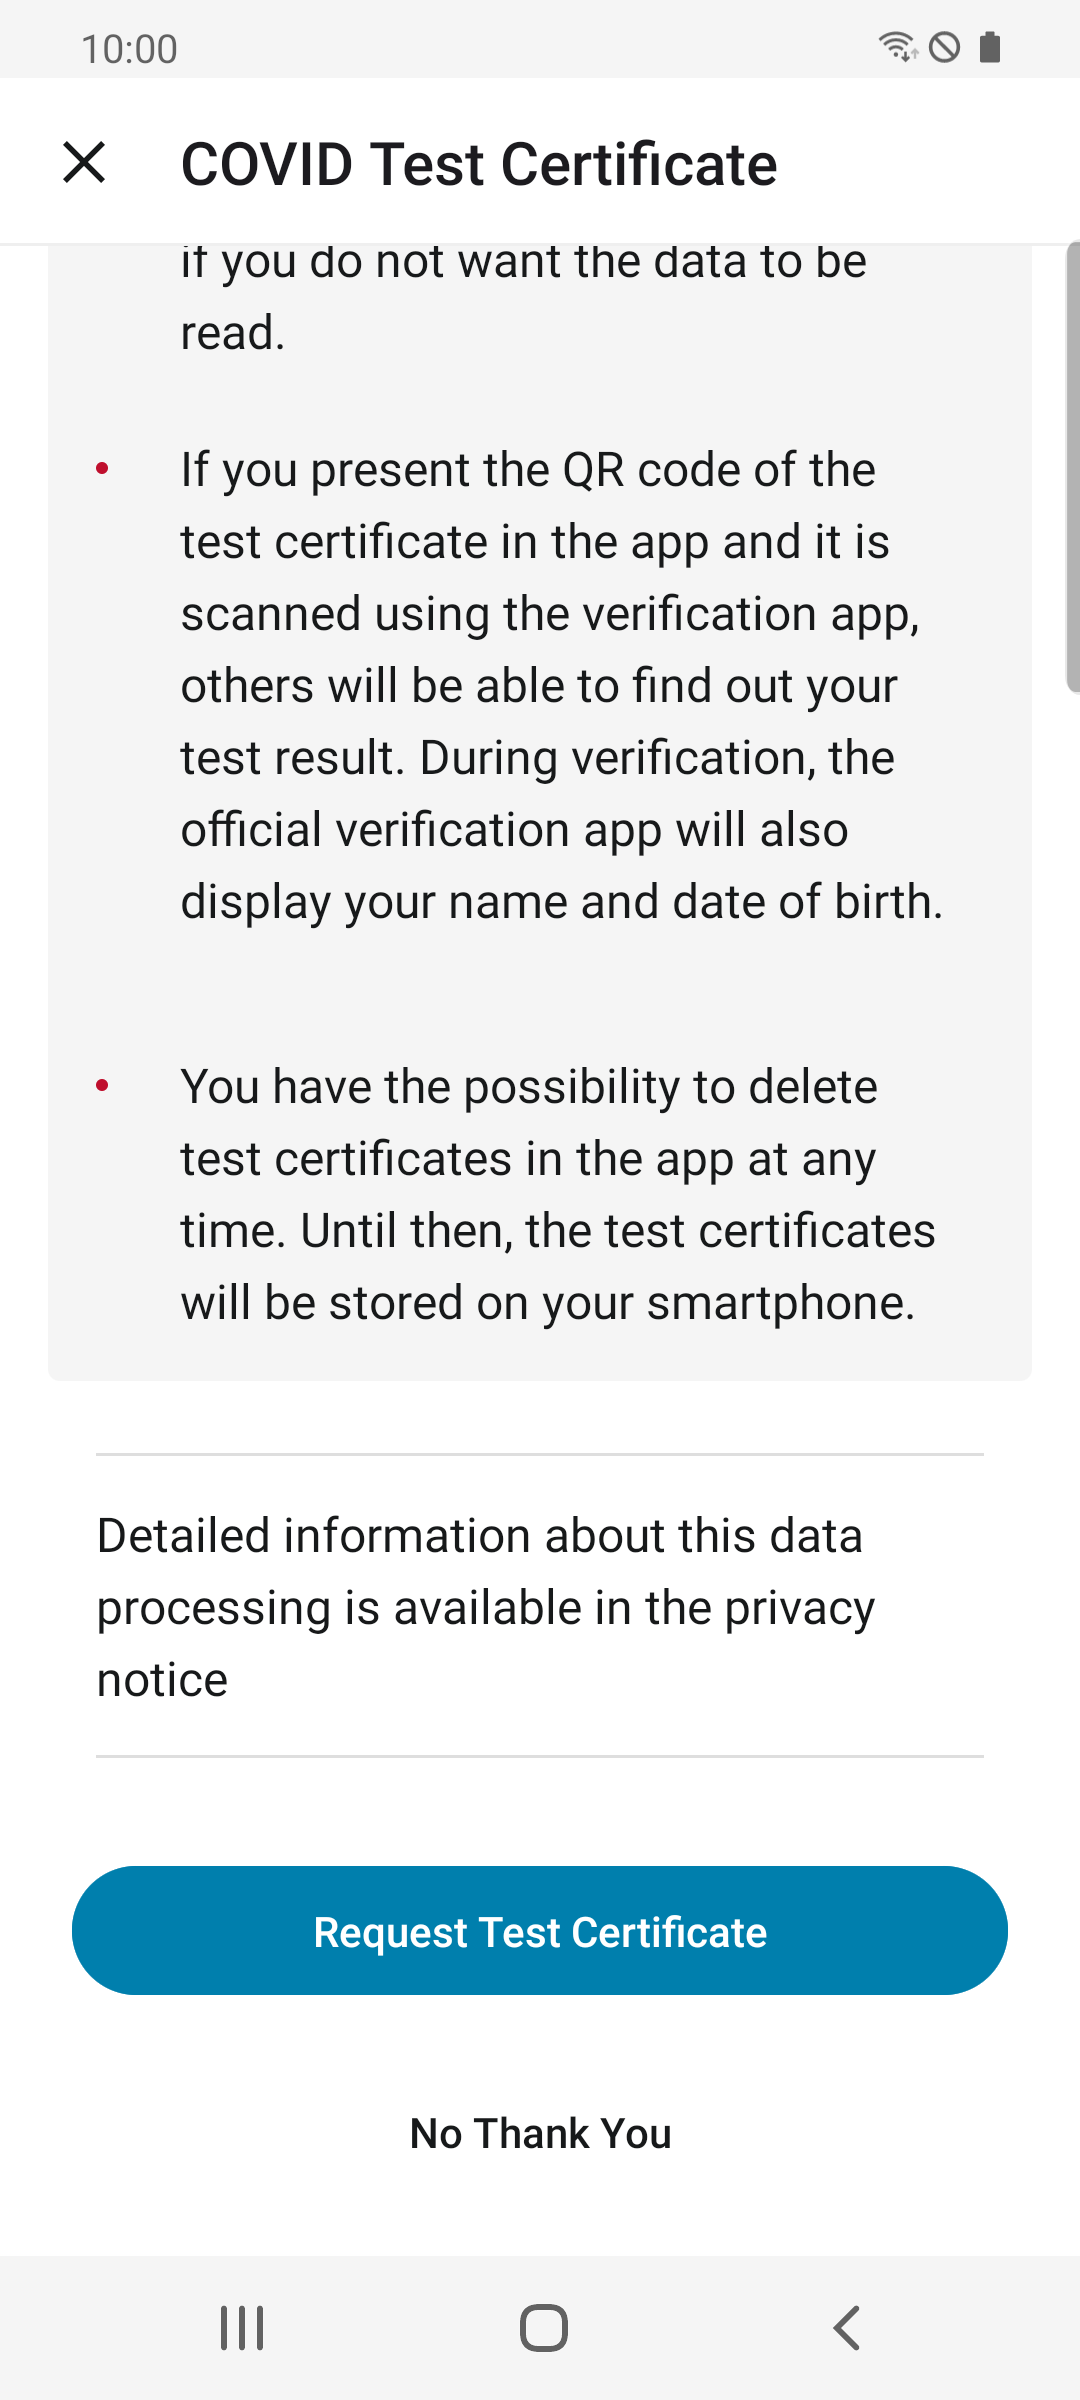 10:00
COVID Test Certificate
if you do not want the data to be
read.
If you present the QR code of the
test certificate in the app and it is
scanned using the verification app,
others will be able to find out your
test result. During verification, the
official verification app will also
display your name and date of birth.
You have the possibility to delete
test certificates in the app at any
time. Until then, the test certificates
will be stored on your smartphone.
Detailed information about this data
processing is available in the privacy
notice
Request Test Certificate
No Thank You